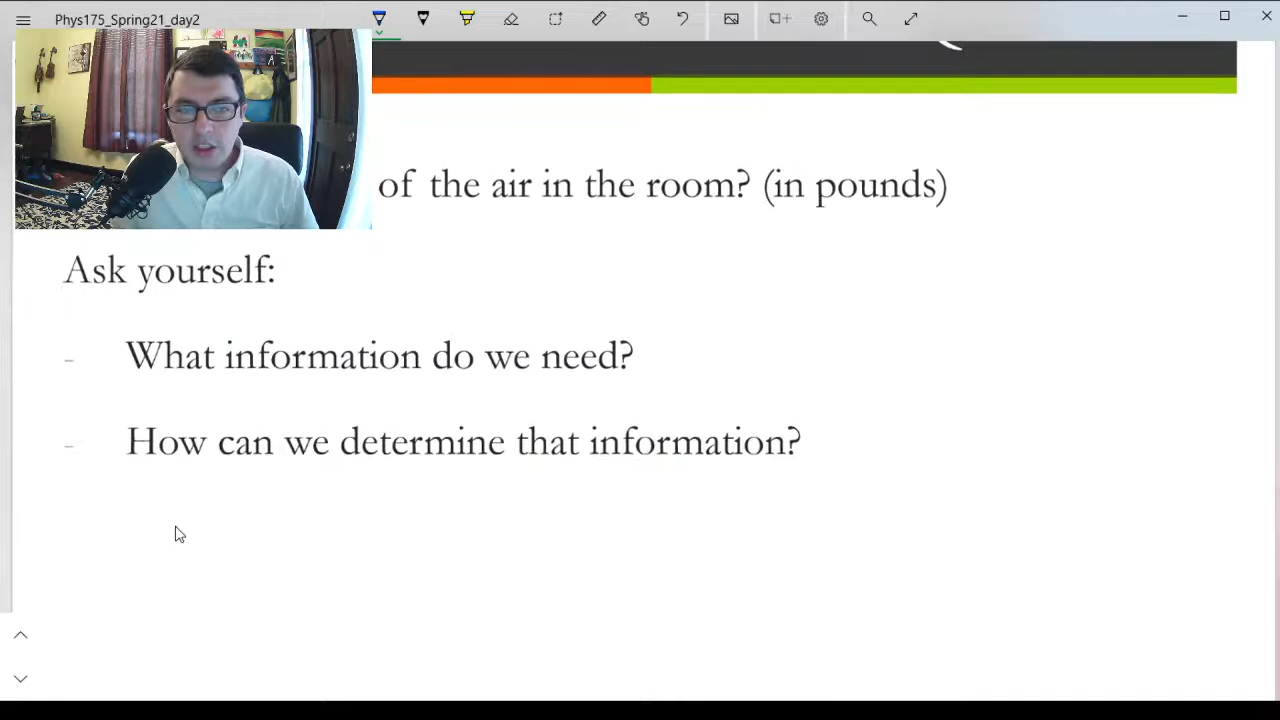 Phys175_Spring21_day2
of the air in the room? (in pounds)
Ask yourself:
- What information do we need?
- How can we determine that information?